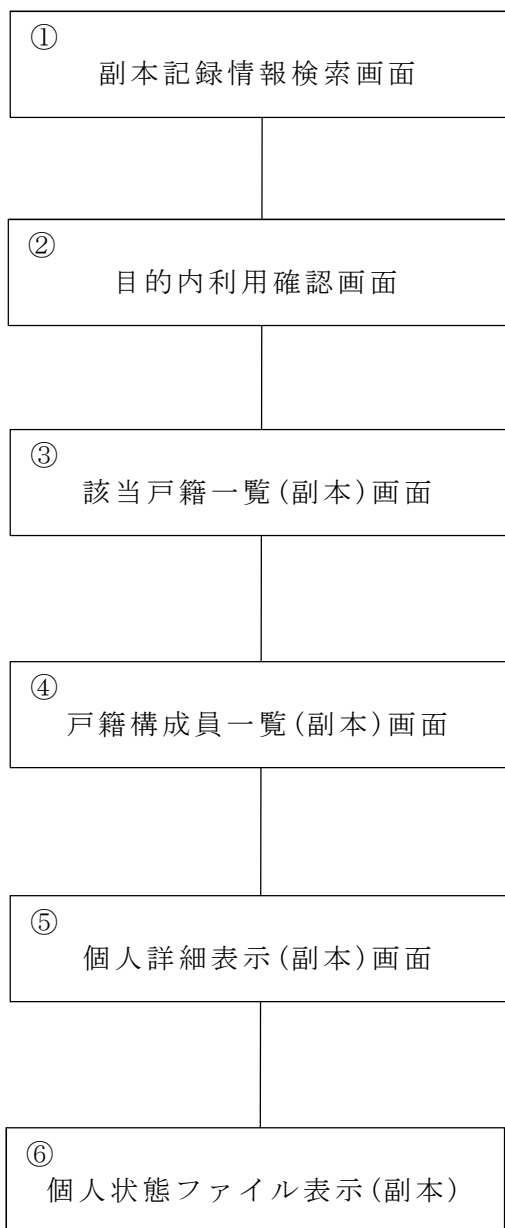 ①
副本記録情報検索画面
②
目的内利用確認画面
③
該当戸籍一覧(副本)画面
④
戸籍構成員一覧(副本)画面
⑤
個人詳細表示(副本)画面
⑥
個人状態ファイル表示(副本)